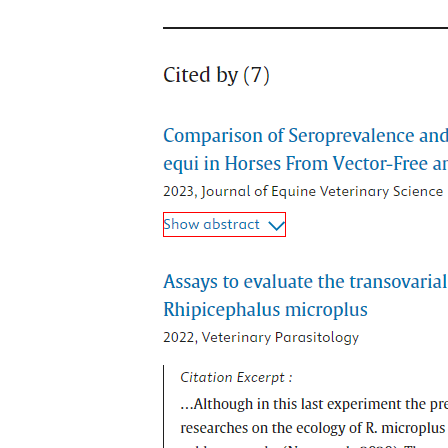 Cited by (7)
Comparison of Seroprevalence and
equi in Horses From Vector-Free
2023, Journal of Equine Veterinary Science
Show abstract
Assays to evaluate the transovarial
Rhipicephalus microplus
2022, Veterinary Parasitology
Citation Excerpt :
…Although in this last experiment the
researches on the ecology of R. microplus